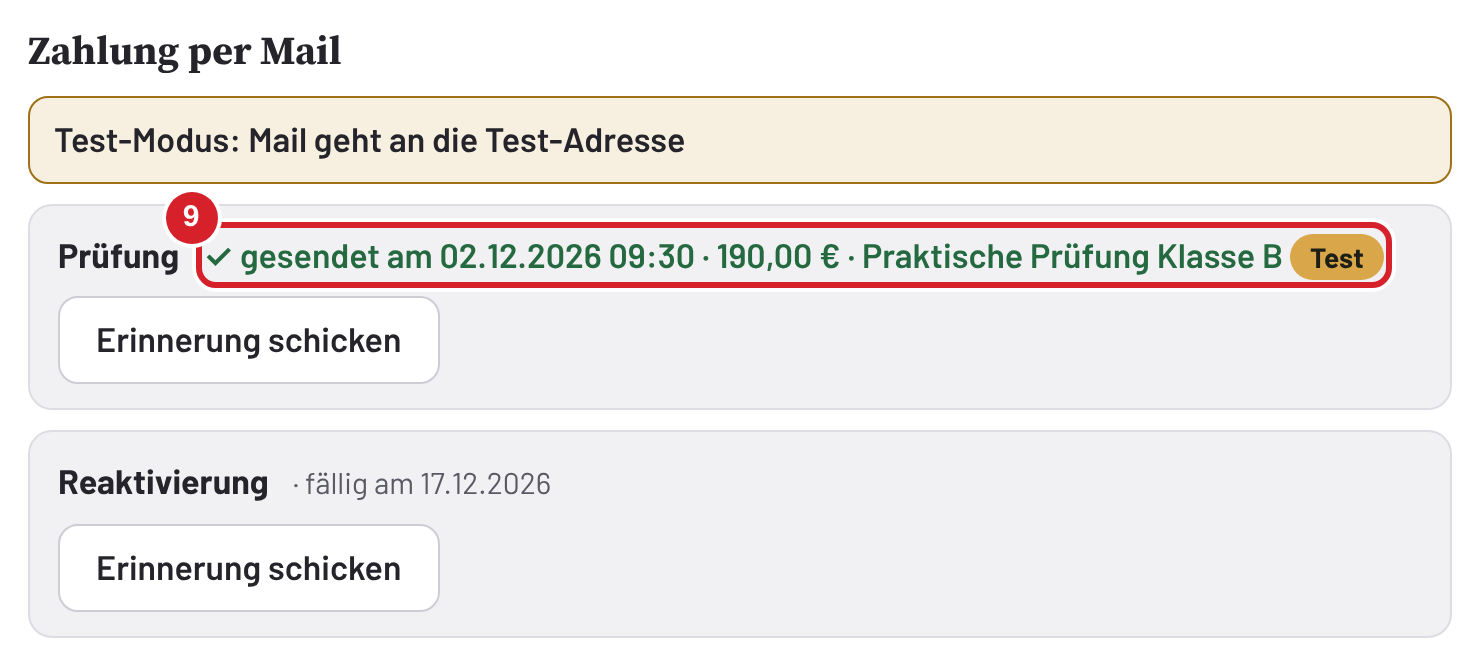 Zahlung per Mail
Test-Modus: Mail geht an die Test-Adresse
9
Prüfung ✓ gesendet am 02.12.2026 09:30 · 190,00 € · Praktische Prüfung Klasse B Test
Erinnerung schicken
Reaktivierung · fällig am 17.12.2026
Erinnerung schicken